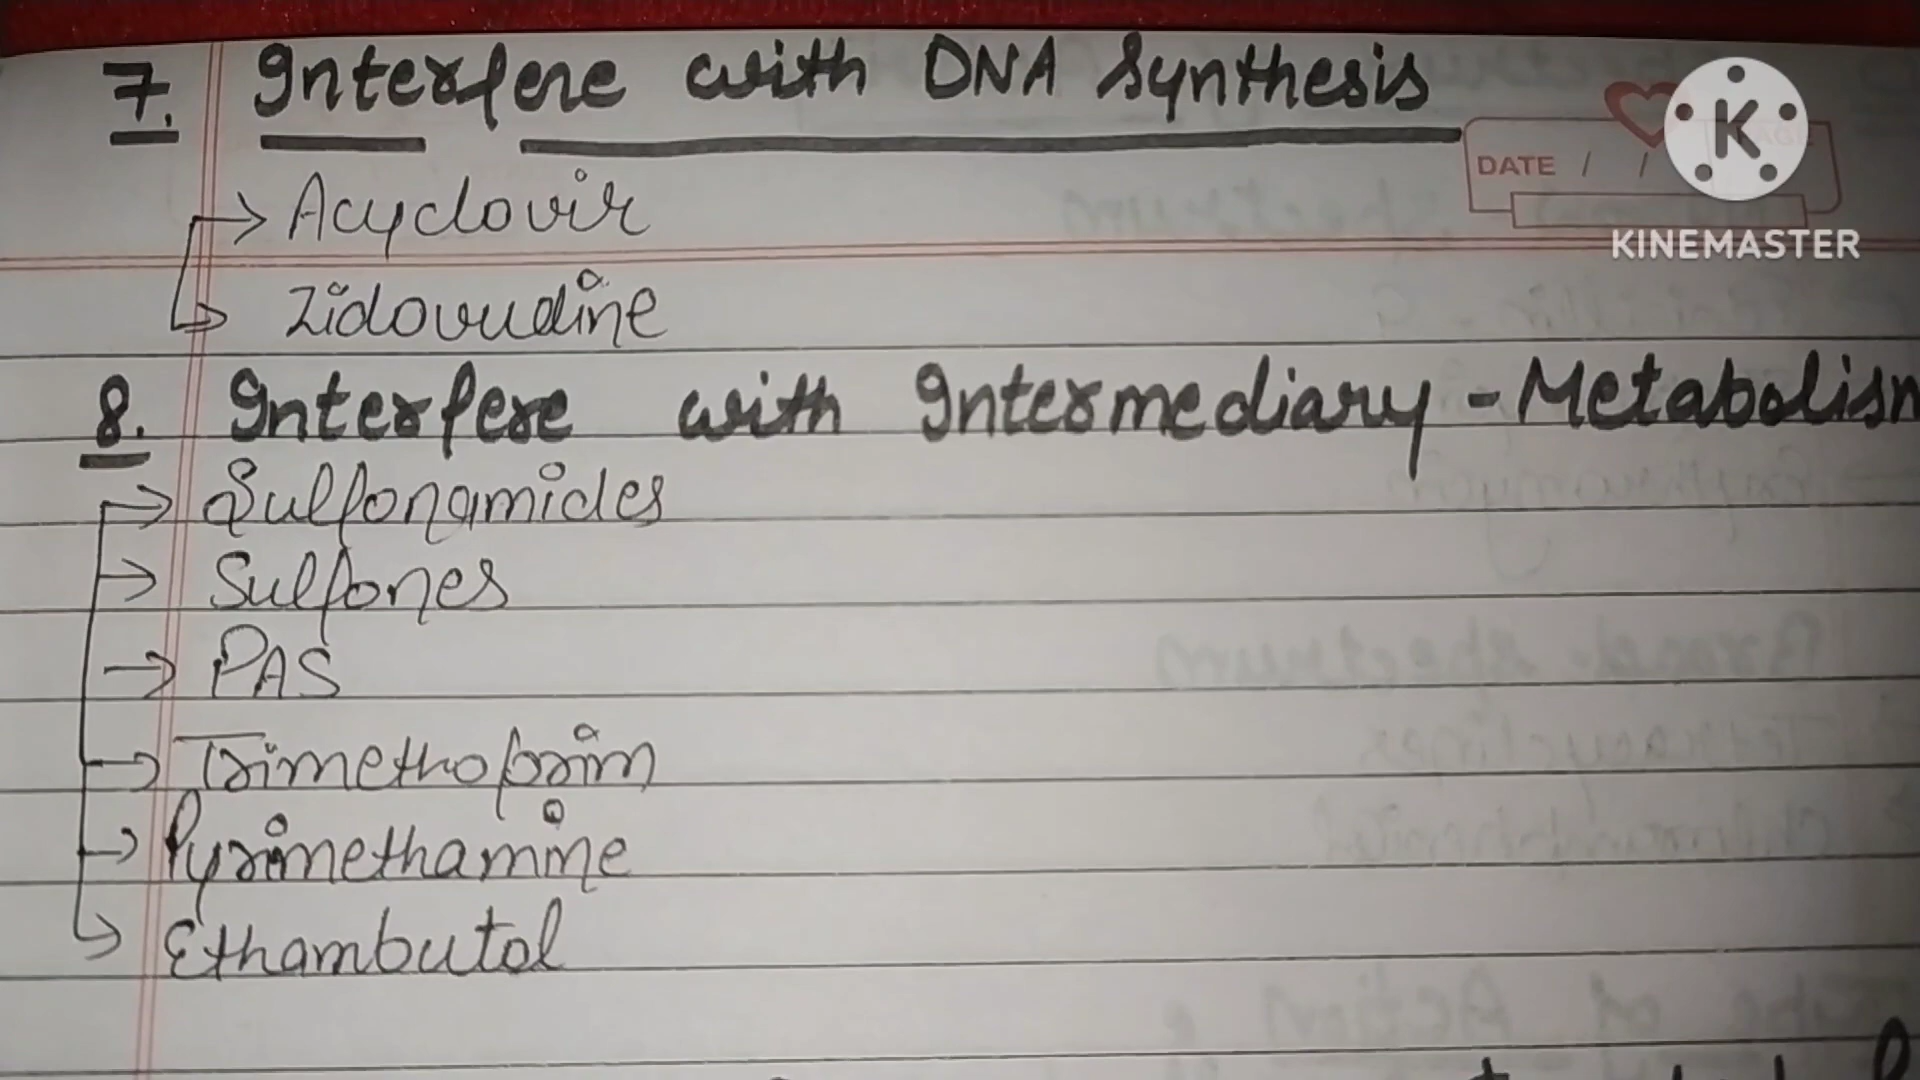 7. Interfere with DNA Synthesis
DATE / /
KINEMASTER
→ Acyclovir
→ Zidovudine
8. Interfere with Intermediary - Metabolism
→ Sulfonamides
→ Sulfones
→ PAS
→ Trimethoprim
→ Pyrimethamine
→ Ethambutol